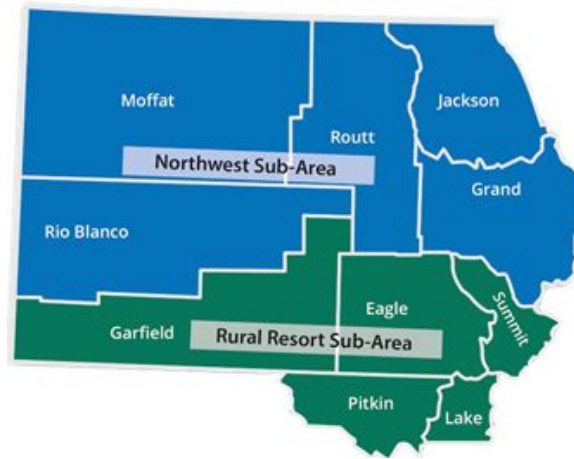 Moffat
Jackson
Routt
Northwest Sub-Area
Grand
Rio Blanco
Eagle
Summit
Garfield
Rural Resort Sub-Area
Pitkin
Lake